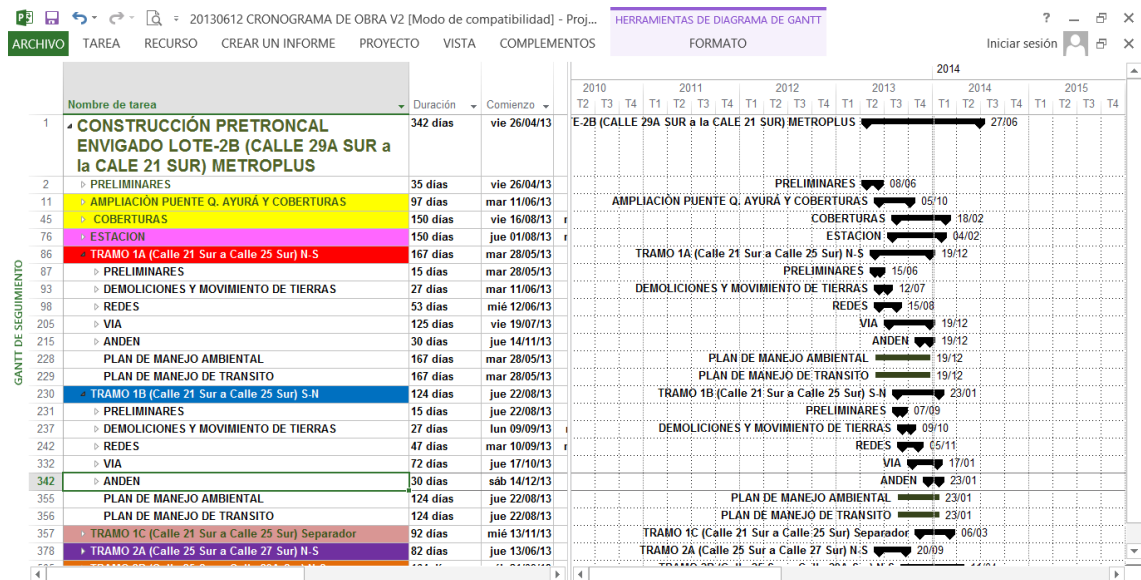 20130612 CRONOGRAMA DE OBRA V2 [Modo de compatibilidad] - Proj...
HERRAMIENTAS DE DIAGRAMA DE GANTT
?
ARCHIVO TAREA RECURSO CREAR UN INFORME PROYECTO VISTA COMPLEMENTOS FORMATO Iniciar sesión
2014
2010 2011 2012 2013 2014 2015
Nombre de tarea Duración Comienzo T2 T3 T4 T1 T2 T3 T4 T1 T2 T3 T4 T1 T2 T3 T4 T1 T2 T3 T4 T1 T2 T3 T4
1 CONSTRUCCIÓN PRETRONCAL 342 días vie 26/04/13 E-2B (CALLE 29A SUR a la CALE 21 SUR) METROPLUS 27/06
ENVIGADO LOTE-2B (CALLE 29A SUR a
la CALE 21 SUR) METROPLUS
2 PRELIMINARES 35 días vie 26/04/13 PRELIMINARES 08/06
11 AMPLIACIÒN PUENTE Q. AYURÁ Y COBERTURAS 97 días mar 11/06/13 AMPLIACIÒN PUENTE Q. AYURÁ Y COBERTURAS 05/10
45 COBERTURAS 150 días vie 16/08/13 COBERTURAS 18/02
76 ESTACION 150 días jue 01/08/13 ESTACION 04/02
86 TRAMO 1A (Calle 21 Sur a Calle 25 Sur) N-S 167 días mar 28/05/13 TRAMO 1A (Calle 21 Sur a Calle 25 Sur) N-S 19/12
87 PRELIMINARES 15 días mar 28/05/13 PRELIMINARES 15/06
93 DEMOLICIONES Y MOVIMIENTO DE TIERRAS 27 días mar 11/06/13 DEMOLICIONES Y MOVIMIENTO DE TIERRAS 12/07
98 REDES 53 días mié 12/06/13 REDES 15/08
205 VIA 125 días vie 19/07/13 VIA 19/12
215 ANDEN 30 días jue 14/11/13 ANDEN 19/12
228 PLAN DE MANEJO AMBIENTAL 167 días mar 28/05/13 PLAN DE MANEJO AMBIENTAL 19/12
229 PLAN DE MANEJO DE TRANSITO 167 días mar 28/05/13 PLAN DE MANEJO DE TRANSITO 19/12
230 TRAMO 1B (Calle 21 Sur a Calle 25 Sur) S-N 124 días jue 22/08/13 TRAMO 1B (Calle 21 Sur a Calle 25 Sur) S-N 23/01
231 PRELIMINARES 15 días jue 22/08/13 PRELIMINARES 07/09
237 DEMOLICIONES Y MOVIMIENTO DE TIERRAS 27 días lun 09/09/13 DEMOLICIONES Y MOVIMIENTO DE TIERRAS 09/10
242 REDES 47 días mar 10/09/13 REDES 05/11
332 VIA 72 días jue 17/10/13 VIA 17/01
342 ANDEN 30 días sáb 14/12/13 ANDEN 23/01
355 PLAN DE MANEJO AMBIENTAL 124 días jue 22/08/13 PLAN DE MANEJO AMBIENTAL 23/01
356 PLAN DE MANEJO DE TRANSITO 124 días jue 22/08/13 PLAN DE MANEJO DE TRANSITO 23/01
357 TRAMO 1C (Calle 21 Sur a Calle 25 Sur) Separador 92 días mié 13/11/13 TRAMO 1C (Calle 21 Sur a Calle 25 Sur) Separador 06/03
378 TRAMO 2A (Calle 25 Sur a Calle 27 Sur) N-S 82 días jue 13/06/13 TRAMO 2A (Calle 25 Sur a Calle 27 Sur) N-S 20/09
GANTT DE SEGUIMIENTO